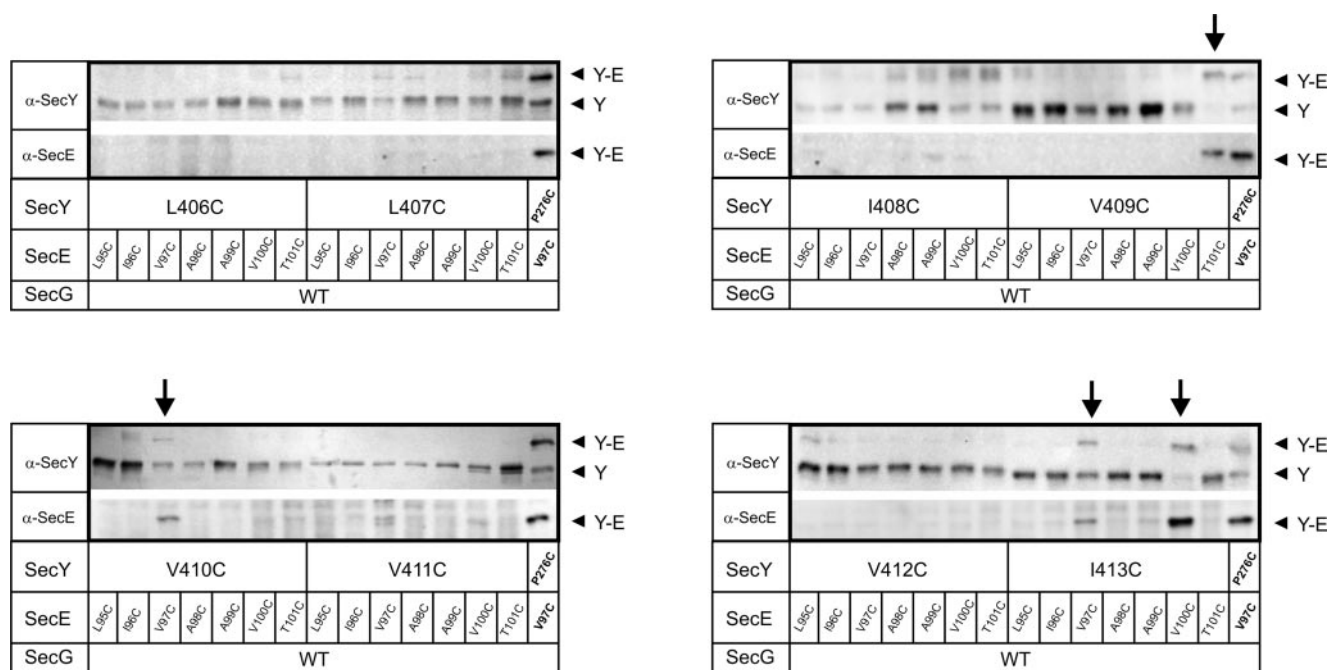 α-SecY
◄ Y-E
◄ Y
α-SecE
◄ Y-E
SecY L406C L407C P276C
SecE L95C I96C V97C A98C A99C V100C T101C L95C I96C V97C A98C A99C V100C T101C V97C
SecG WT
α-SecY
◄ Y-E
◄ Y
α-SecE
◄ Y-E
SecY I408C V409C P276C
SecE L95C I96C V97C A98C A99C V100C T101C L95C I96C V97C A98C A99C V100C T101C V97C
SecG WT
α-SecY
◄ Y-E
◄ Y
α-SecE
◄ Y-E
SecY V410C V411C P276C
SecE L95C I96C V97C A98C A99C V100C T101C L95C I96C V97C A98C A99C V100C T101C V97C
SecG WT
α-SecY
◄ Y-E
◄ Y
α-SecE
◄ Y-E
SecY V412C I413C P276C
SecE L95C I96C V97C A98C A99C V100C T101C L95C I96C V97C A98C A99C V100C T101C V97C
SecG WT